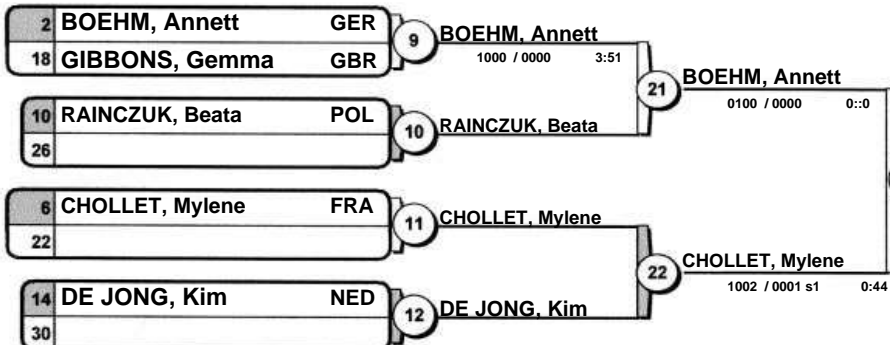 2 BOEHM, Annett GER
18 GIBBONS, Gemma GBR
9
BOEHM, Annett
1000 / 0000 3:51
10 RAINCZUK, Beata POL
26
10
RAINCZUK, Beata
21
BOEHM, Annett
0100 / 0000 0::0
6 CHOLLET, Mylene FRA
22
11
CHOLLET, Mylene
14 DE JONG, Kim NED
30
12
DE JONG, Kim
22
CHOLLET, Mylene
1002 / 0001 s1 0:44